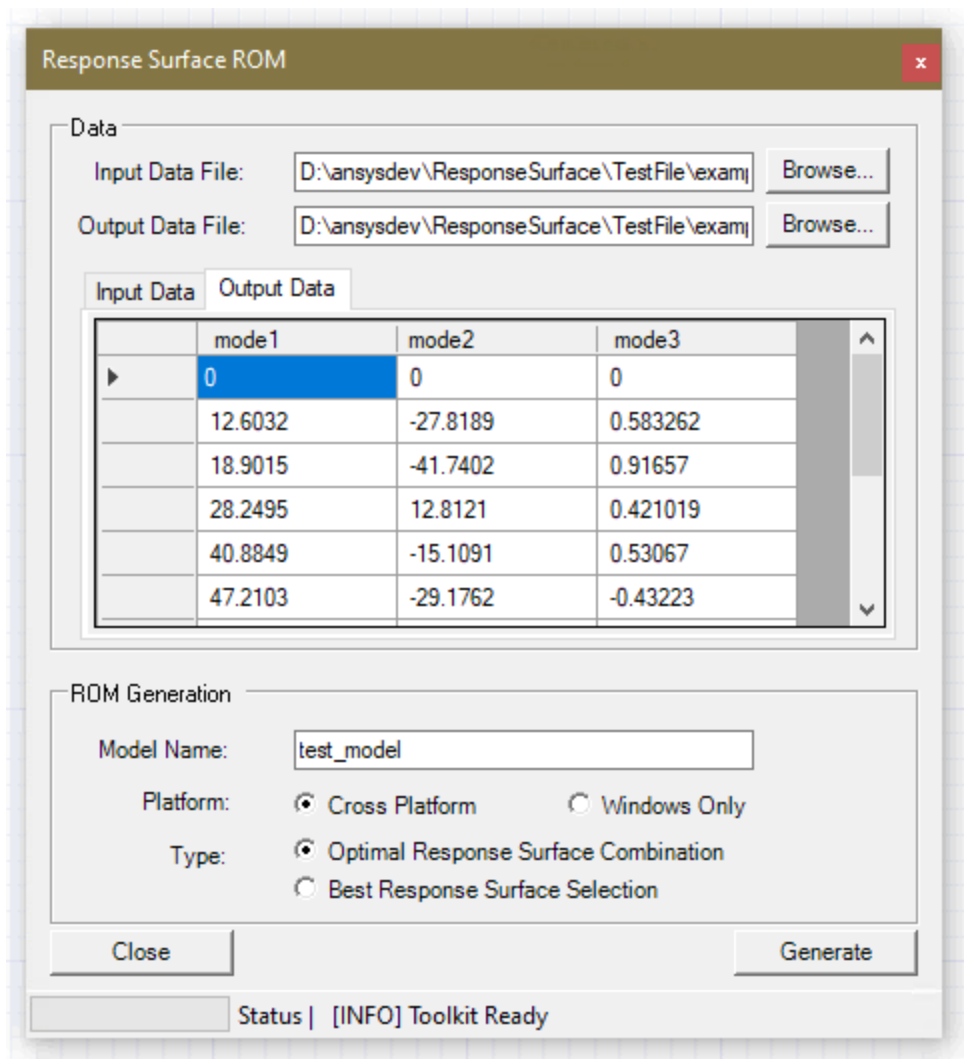 Response Surface ROM x
Data
Input Data File: D:\ansysdev\ResponseSurface\TestFile\examp Browse...
Output Data File: D:\ansysdev\ResponseSurface\TestFile\examp Browse...
Input Data Output Data
mode1 mode2 mode3
0 0 0
12.6032 -27.8189 0.583262
18.9015 -41.7402 0.91657
28.2495 12.8121 0.421019
40.8849 -15.1091 0.53067
47.2103 -29.1762 -0.43223
ROM Generation
Model Name: test_model
Platform: Cross Platform Windows Only
Type: Optimal Response Surface Combination
Best Response Surface Selection
Close Generate
Status | [INFO] Toolkit Ready